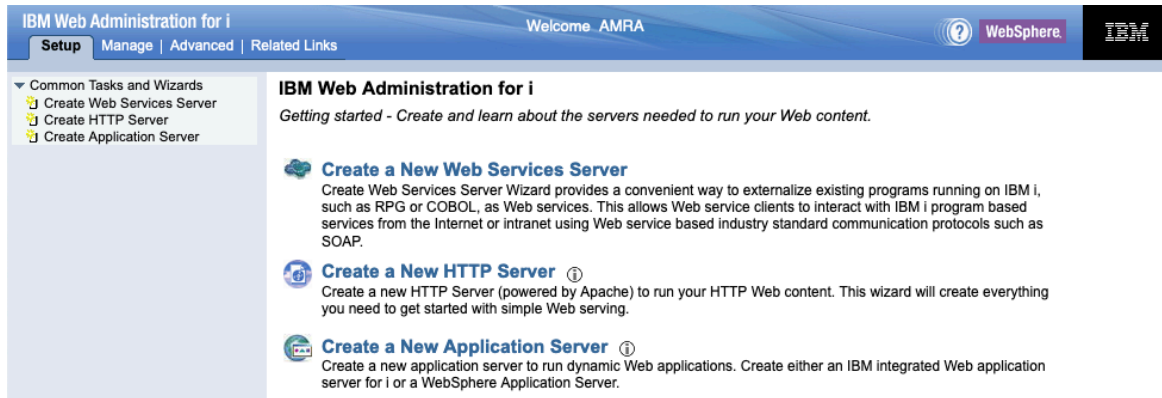 IBM Web Administration for i
Welcome AMRA
WebSphere.
IBM
Setup Manage | Advanced | Related Links
Common Tasks and Wizards
Create Web Services Server
Create HTTP Server
Create Application Server
IBM Web Administration for i
Getting started - Create and learn about the servers needed to run your Web content.
Create a New Web Services Server
Create Web Services Server Wizard provides a convenient way to externalize existing programs running on IBM i,
such as RPG or COBOL, as Web services. This allows Web service clients to interact with IBM i program based
services from the Internet or intranet using Web service based industry standard communication protocols such as
SOAP.
Create a New HTTP Server
Create a new HTTP Server (powered by Apache) to run your HTTP Web content. This wizard will create everything
you need to get started with simple Web serving.
Create a New Application Server
Create a new application server to run dynamic Web applications. Create either an IBM integrated Web application
server for i or a WebSphere Application Server.